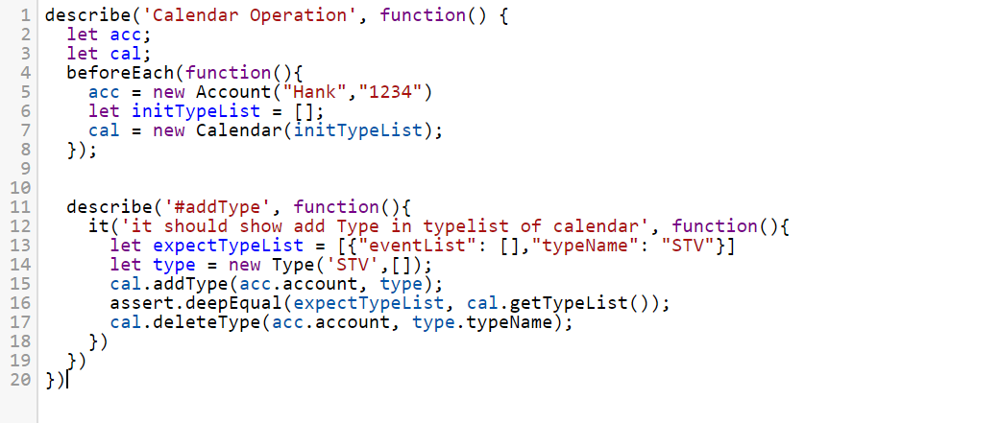 1 describe('Calendar Operation', function() {
2 let acc;
3 let cal;
4 beforeEach(function(){
5 acc = new Account("Hank","1234")
6 let initTypeList = [];
7 cal = new Calendar(initTypeList);
8 });
9
10
11 describe('#addType', function(){
12 it('it should show add Type in typelist of calendar', function(){
13 let expectTypeList = [{"eventList": [],"typeName": "STV"}]
14 let type = new Type('STV',[]);
15 cal.addType(acc.account, type);
16 assert.deepEqual(expectTypeList, cal.getTypeList());
17 cal.deleteType(acc.account, type.typeName);
18 })
19 })
20 })